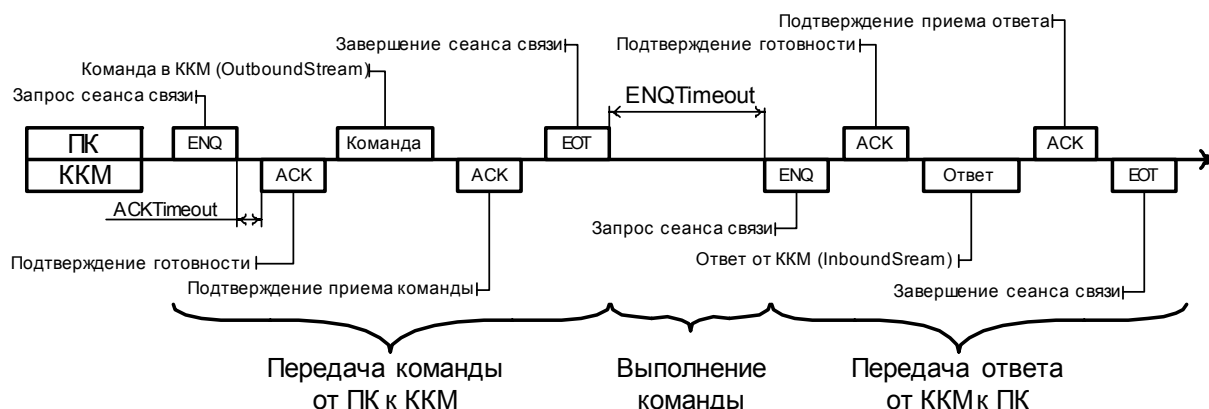 Подтверждение приема ответа
Завершение сеанса связи
Подтверждение готовности
Команда в ККМ (OutboundStream)
Запрос сеанса связи
ENQTimeout
ПК
ENQ
Команда
EOT
ACK
ACK
ККМ
ACK
ACK
ENQ
Ответ
EOT
ACKTimeout
Запрос сеанса связи
Подтверждение готовности
Ответ от ККМ (InboundSream)
Подтверждение приема команды
Завершение сеанса связи
Передача команды
от ПК к ККМ
Выполнение
команды
Передача ответа
от ККМ к ПК